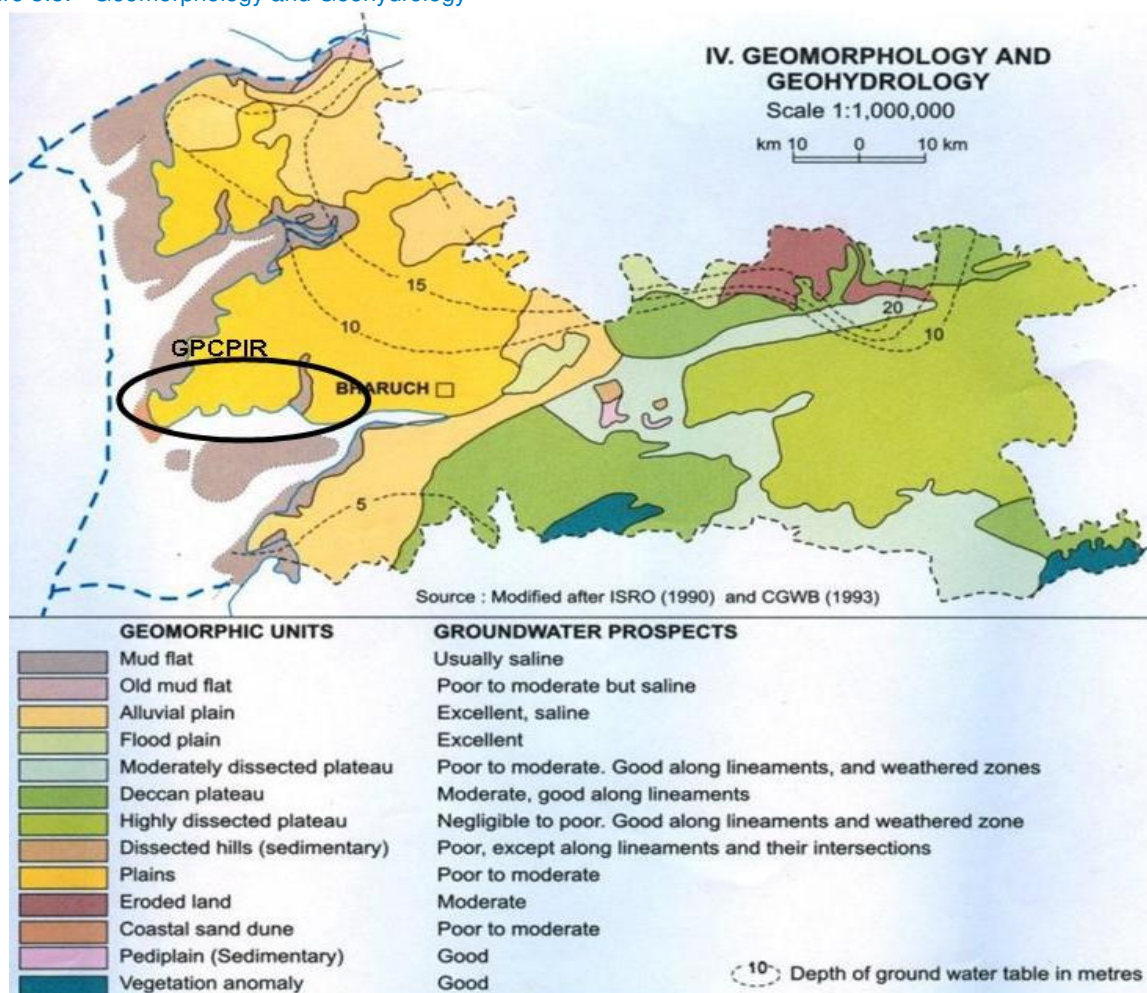 Geomorphology and Geohydrology
IV. GEOMORPHOLOGY AND
GEOHYDROLOGY
Scale 1:1,000,000
km 10 0 10 km
15
10
20
10
GPCPIR
BHARUCH
5
Source : Modified after ISRO (1990) and CGWB (1993)
GEOMORPHIC UNITS GROUNDWATER PROSPECTS
Mud flat Usually saline
Old mud flat Poor to moderate but saline
Alluvial plain Excellent, saline
Flood plain Excellent
Moderately dissected plateau Poor to moderate. Good along lineaments, and weathered zones
Deccan plateau Moderate, good along lineaments
Highly dissected plateau Negligible to poor. Good along lineaments and weathered zone
Dissected hills (sedimentary) Poor, except along lineaments and their intersections
Plains Poor to moderate
Eroded land Moderate
Coastal sand dune Poor to moderate
Pediplain (Sedimentary) Good
Vegetation anomaly Good
10 Depth of ground water table in metres